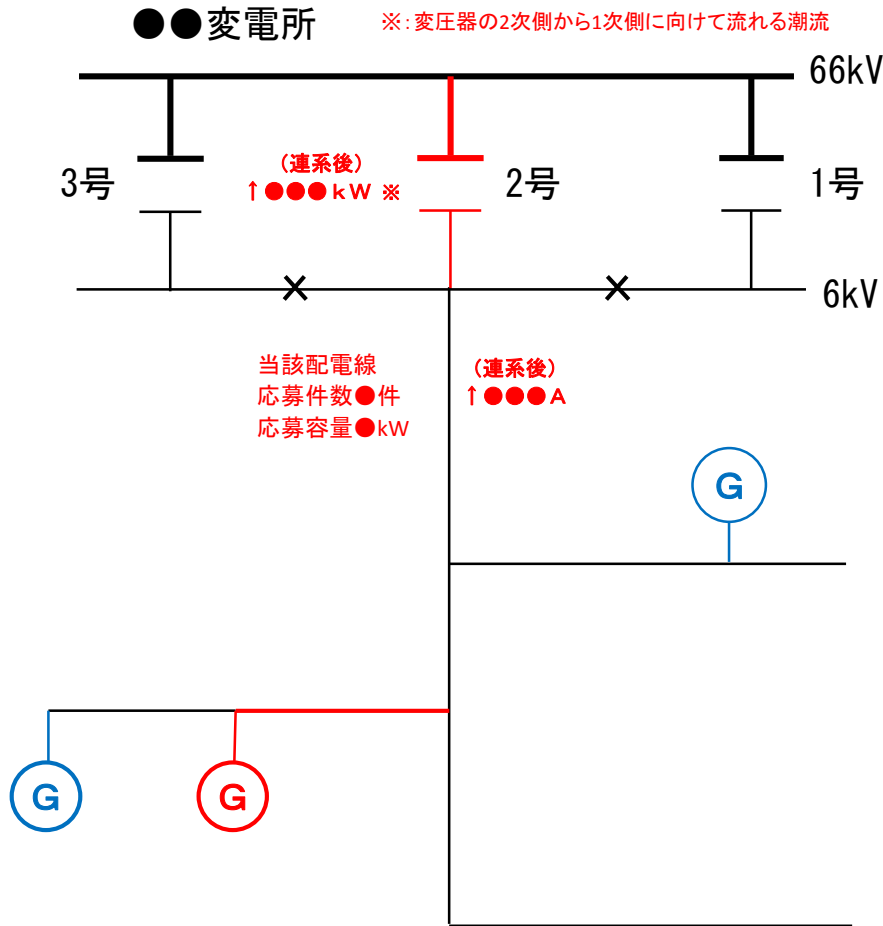 ●●変電所
※:変圧器の2次側から1次側に向けて流れる潮流
66kV
3号
(連系後)
↑●●●kW ※
2号
1号
6kV
当該配電線
応募件数●件
応募容量●kW
(連系後)
↑●●●A
G
G
G